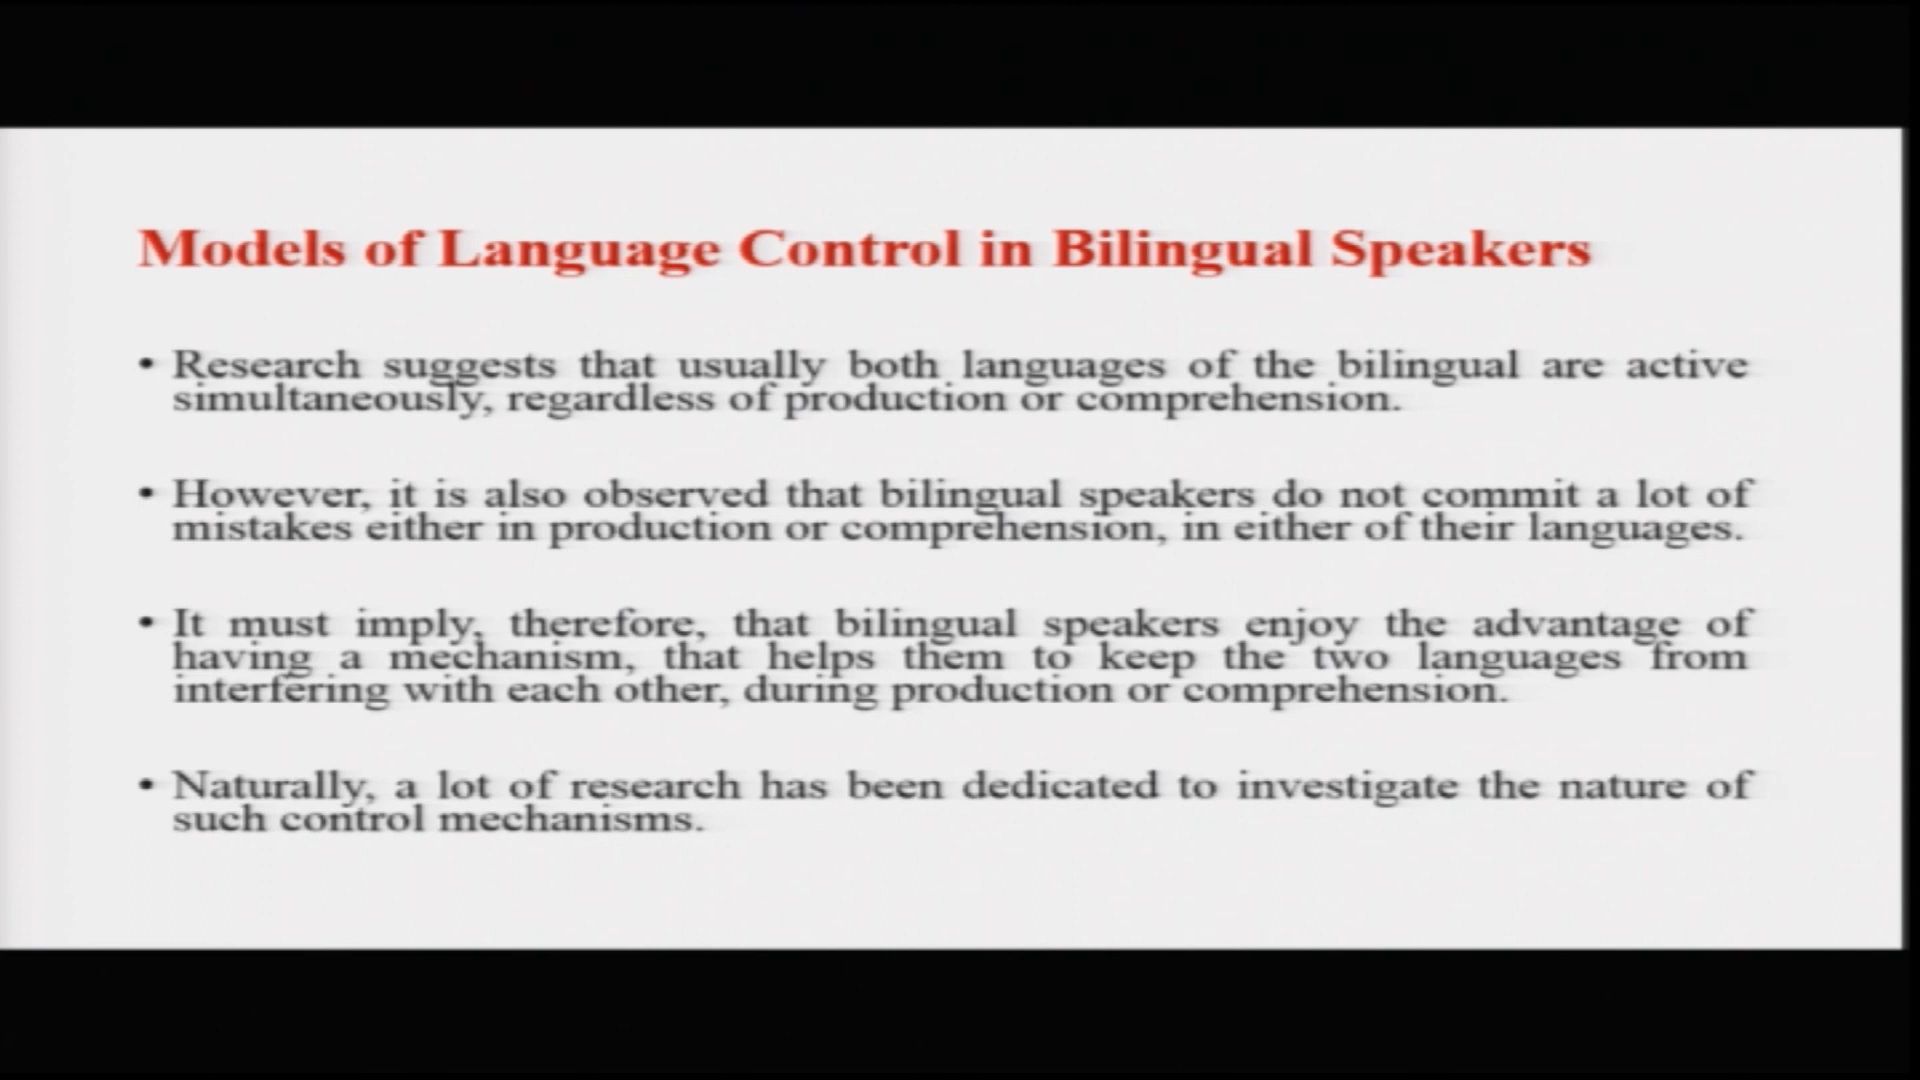 Models of Language Control in Bilingual Speakers
• Research suggests that usually both languages of the bilingual are active
simultaneously, regardless of production or comprehension.
• However, it is also observed that bilingual speakers do not commit a lot of
mistakes either in production or comprehension, in either of their languages.
• It must imply, therefore, that bilingual speakers enjoy the advantage of
having a mechanism, that helps them to keep the two languages from
interfering with each other, during production or comprehension.
• Naturally, a lot of research has been dedicated to investigate the nature of
such control mechanisms.